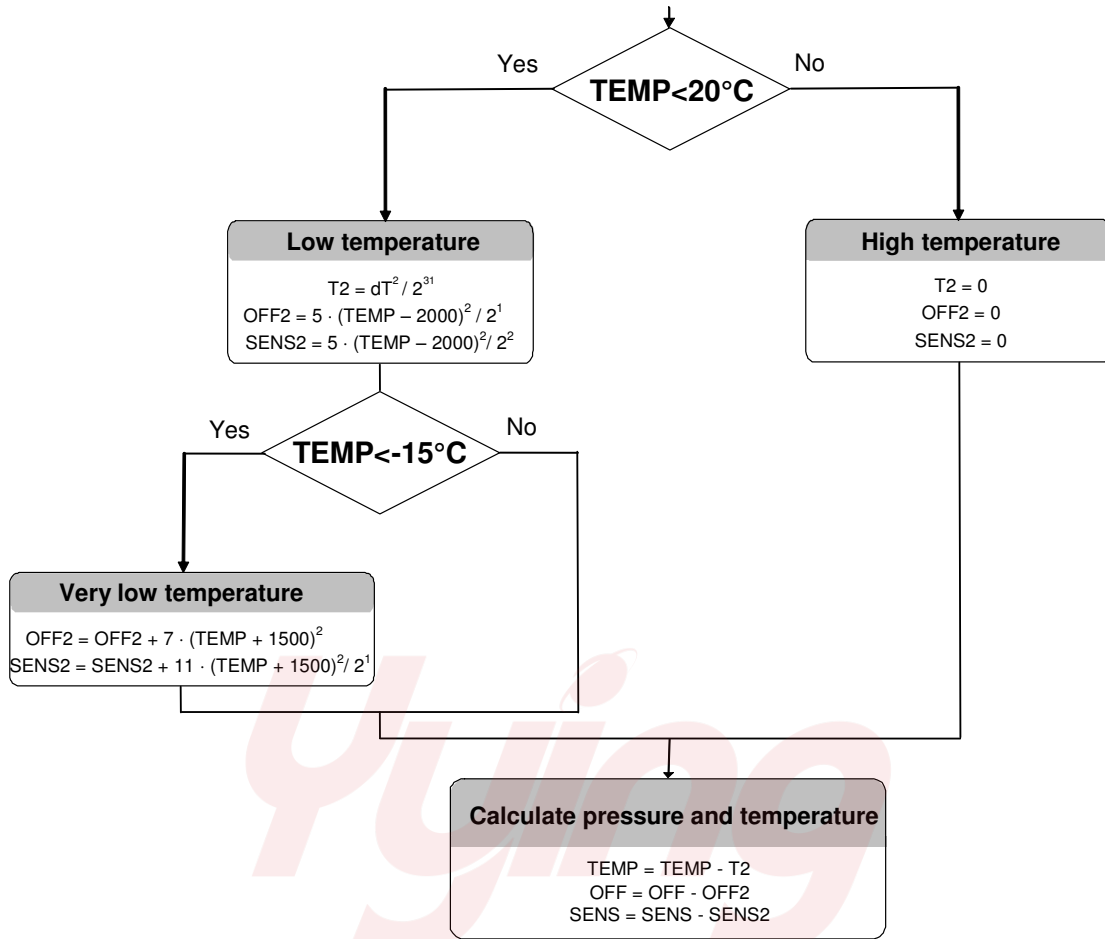 Yes
No
TEMP<20°C
Low temperature
T2 = dT² / 2³¹
OFF2 = 5 · (TEMP – 2000)² / 2¹
SENS2 = 5 · (TEMP – 2000)² / 2²
High temperature
T2 = 0
OFF2 = 0
SENS2 = 0
Yes
No
TEMP<-15°C
Very low temperature
OFF2 = OFF2 + 7 · (TEMP + 1500)²
SENS2 = SENS2 + 11 · (TEMP + 1500)² / 2¹
Yying
Calculate pressure and temperature
TEMP = TEMP - T2
OFF = OFF - OFF2
SENS = SENS - SENS2